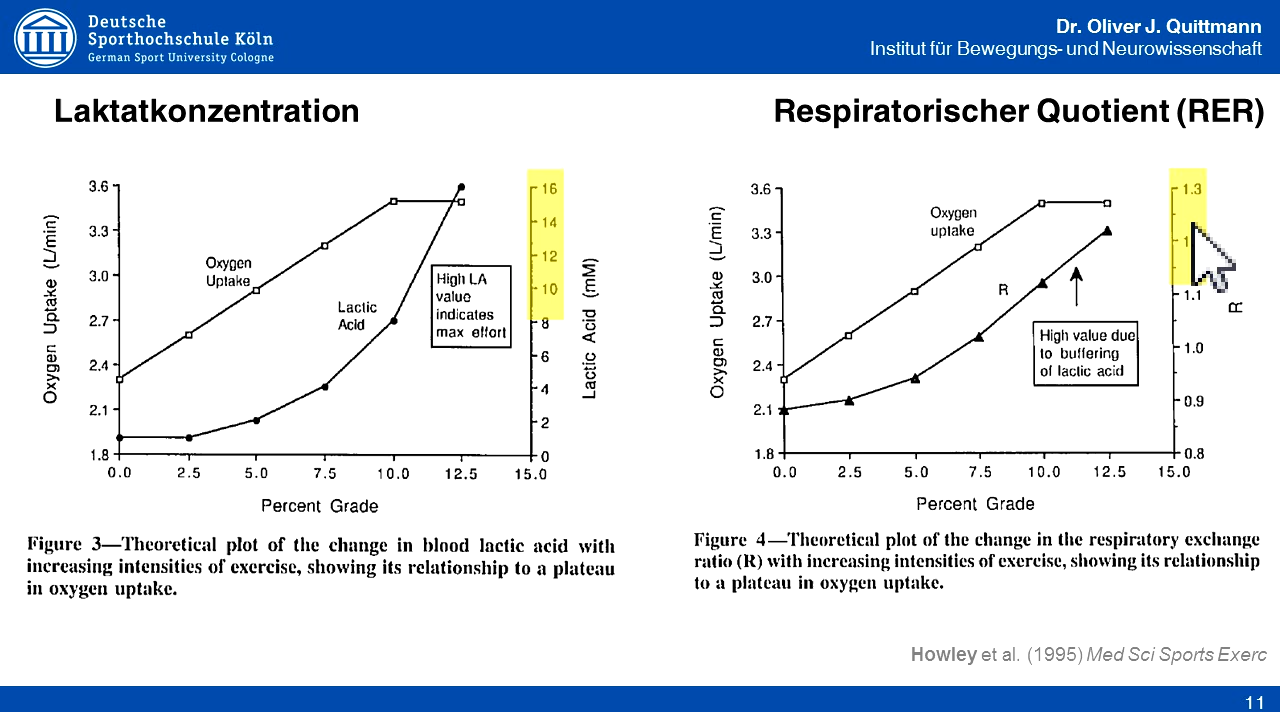 Deutsche
Sporthochschule Köln
German Sport University Cologne
Dr. Oliver J. Quittmann
Institut für Bewegungs- und Neurowissenschaft
Laktatkonzentration
3.6
3.3
3.0
2.7
2.4
2.1
1.8
Oxygen Uptake (L/min)
Oxygen
Uptake
Lactic
Acid
High LA
value
indicates
max effort
16
14
12
10
8
6
4
2
0
Lactic Acid (mM)
0.0 2.5 5.0 7.5 10.0 12.5 15.0
Percent Grade
Figure 3—Theoretical plot of the change in blood lactic acid with
increasing intensities of exercise, showing its relationship to a plateau
in oxygen uptake.
Respiratorischer Quotient (RER)
3.6
3.3
3.0
2.7
2.4
2.1
1.8
Oxygen Uptake (L/min)
Oxygen
uptake
R
High value due
to buffering
of lactic acid
1.3
1.1
1.0
0.9
0.8
R
0.0 2.5 5.0 7.5 10.0 12.5 15.0
Percent Grade
Figure 4—Theoretical plot of the change in the respiratory exchange
ratio (R) with increasing intensities of exercise, showing its relationship
to a plateau in oxygen uptake.
Howley et al. (1995) Med Sci Sports Exerc
11